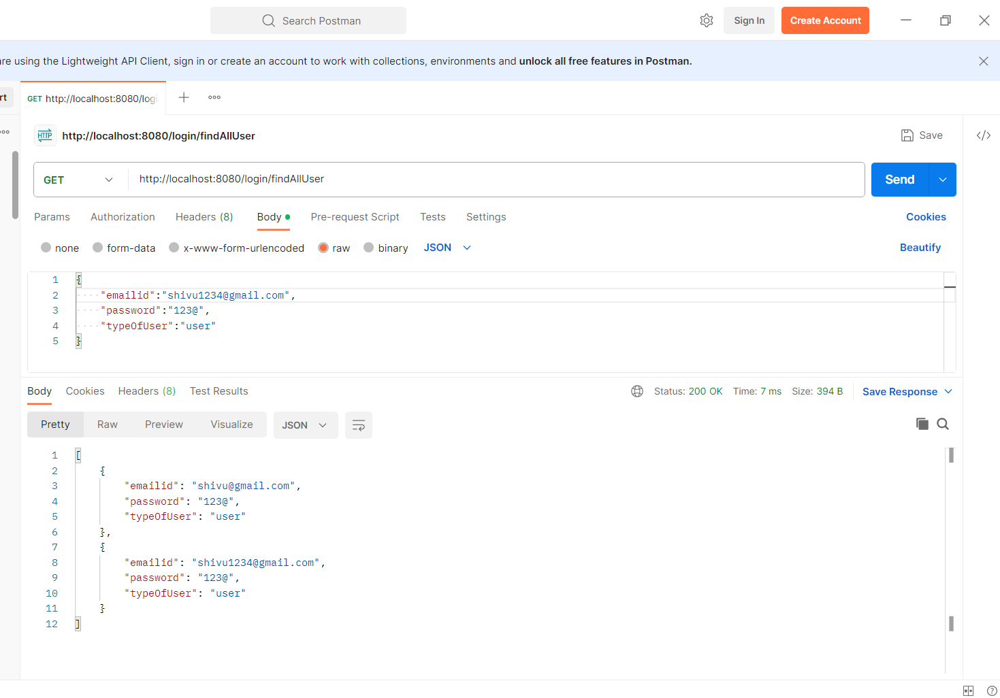 Search Postman
Sign In
Create Account
re using the Lightweight API Client, sign in or create an account to work with collections, environments and unlock all free features in Postman.
rt
GET http://localhost:8080/logi
HTTP http://localhost:8080/login/findAllUser
Save
</>
GET
http://localhost:8080/login/findAllUser
Send
Params Authorization Headers (8) Body Pre-request Script Tests Settings
Cookies
none form-data x-www-form-urlencoded raw binary JSON
Beautify
1 {
2 "emailid":"shivu1234@gmail.com",
3 "password":"123@",
4 "typeOfUser":"user"
5 }
Body Cookies Headers (8) Test Results
Status: 200 OK Time: 7 ms Size: 394 B
Save Response
Pretty Raw Preview Visualize
JSON
1 [
2 {
3 "emailid": "shivu@gmail.com",
4 "password": "123@",
5 "typeOfUser": "user"
6 },
7 {
8 "emailid": "shivu1234@gmail.com",
9 "password": "123@",
10 "typeOfUser": "user"
11 }
12 ]